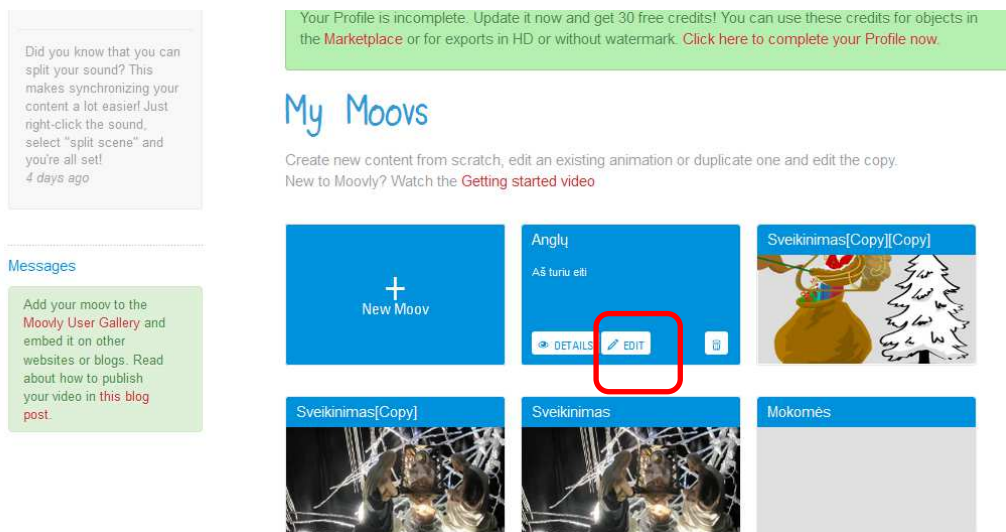 Did you know that you can
split your sound? This
makes synchronizing your
content a lot easier! Just
right-click the sound,
select "split scene" and
you're all set!
4 days ago
Messages
Add your moov to the
Moovly User Gallery and
embed it on other
websites or blogs. Read
about how to publish
your video in this blog
post.
Your Profile is incomplete. Update it now and get 30 free credits! You can use these credits for objects in
the Marketplace or for exports in HD or without watermark. Click here to complete your Profile now.
My Moovs
Create new content from scratch, edit an existing animation or duplicate one and edit the copy.
New to Moovly? Watch the Getting started video
New Moov
Anglų
Aš turiu eiti
DETAILS
EDIT
Sveikinimas[Copy][Copy]
Sveikinimas[Copy]
Sveikinimas
Mokomės